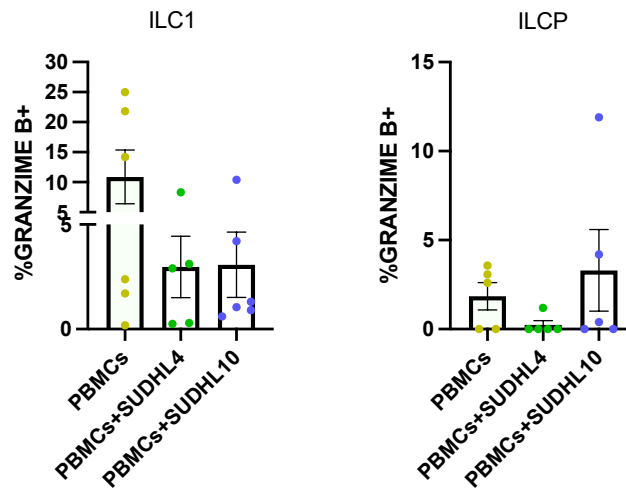 ILC1
%GRANZIME B+
30
25
20
15
10
5
5
0
PBMCs
PBMCs+SUDHL4
PBMCs+SUDHL10
ILCP
%GRANZIME B+
15
10
5
0
PBMCs
PBMCs+SUDHL4
PBMCs+SUDHL10